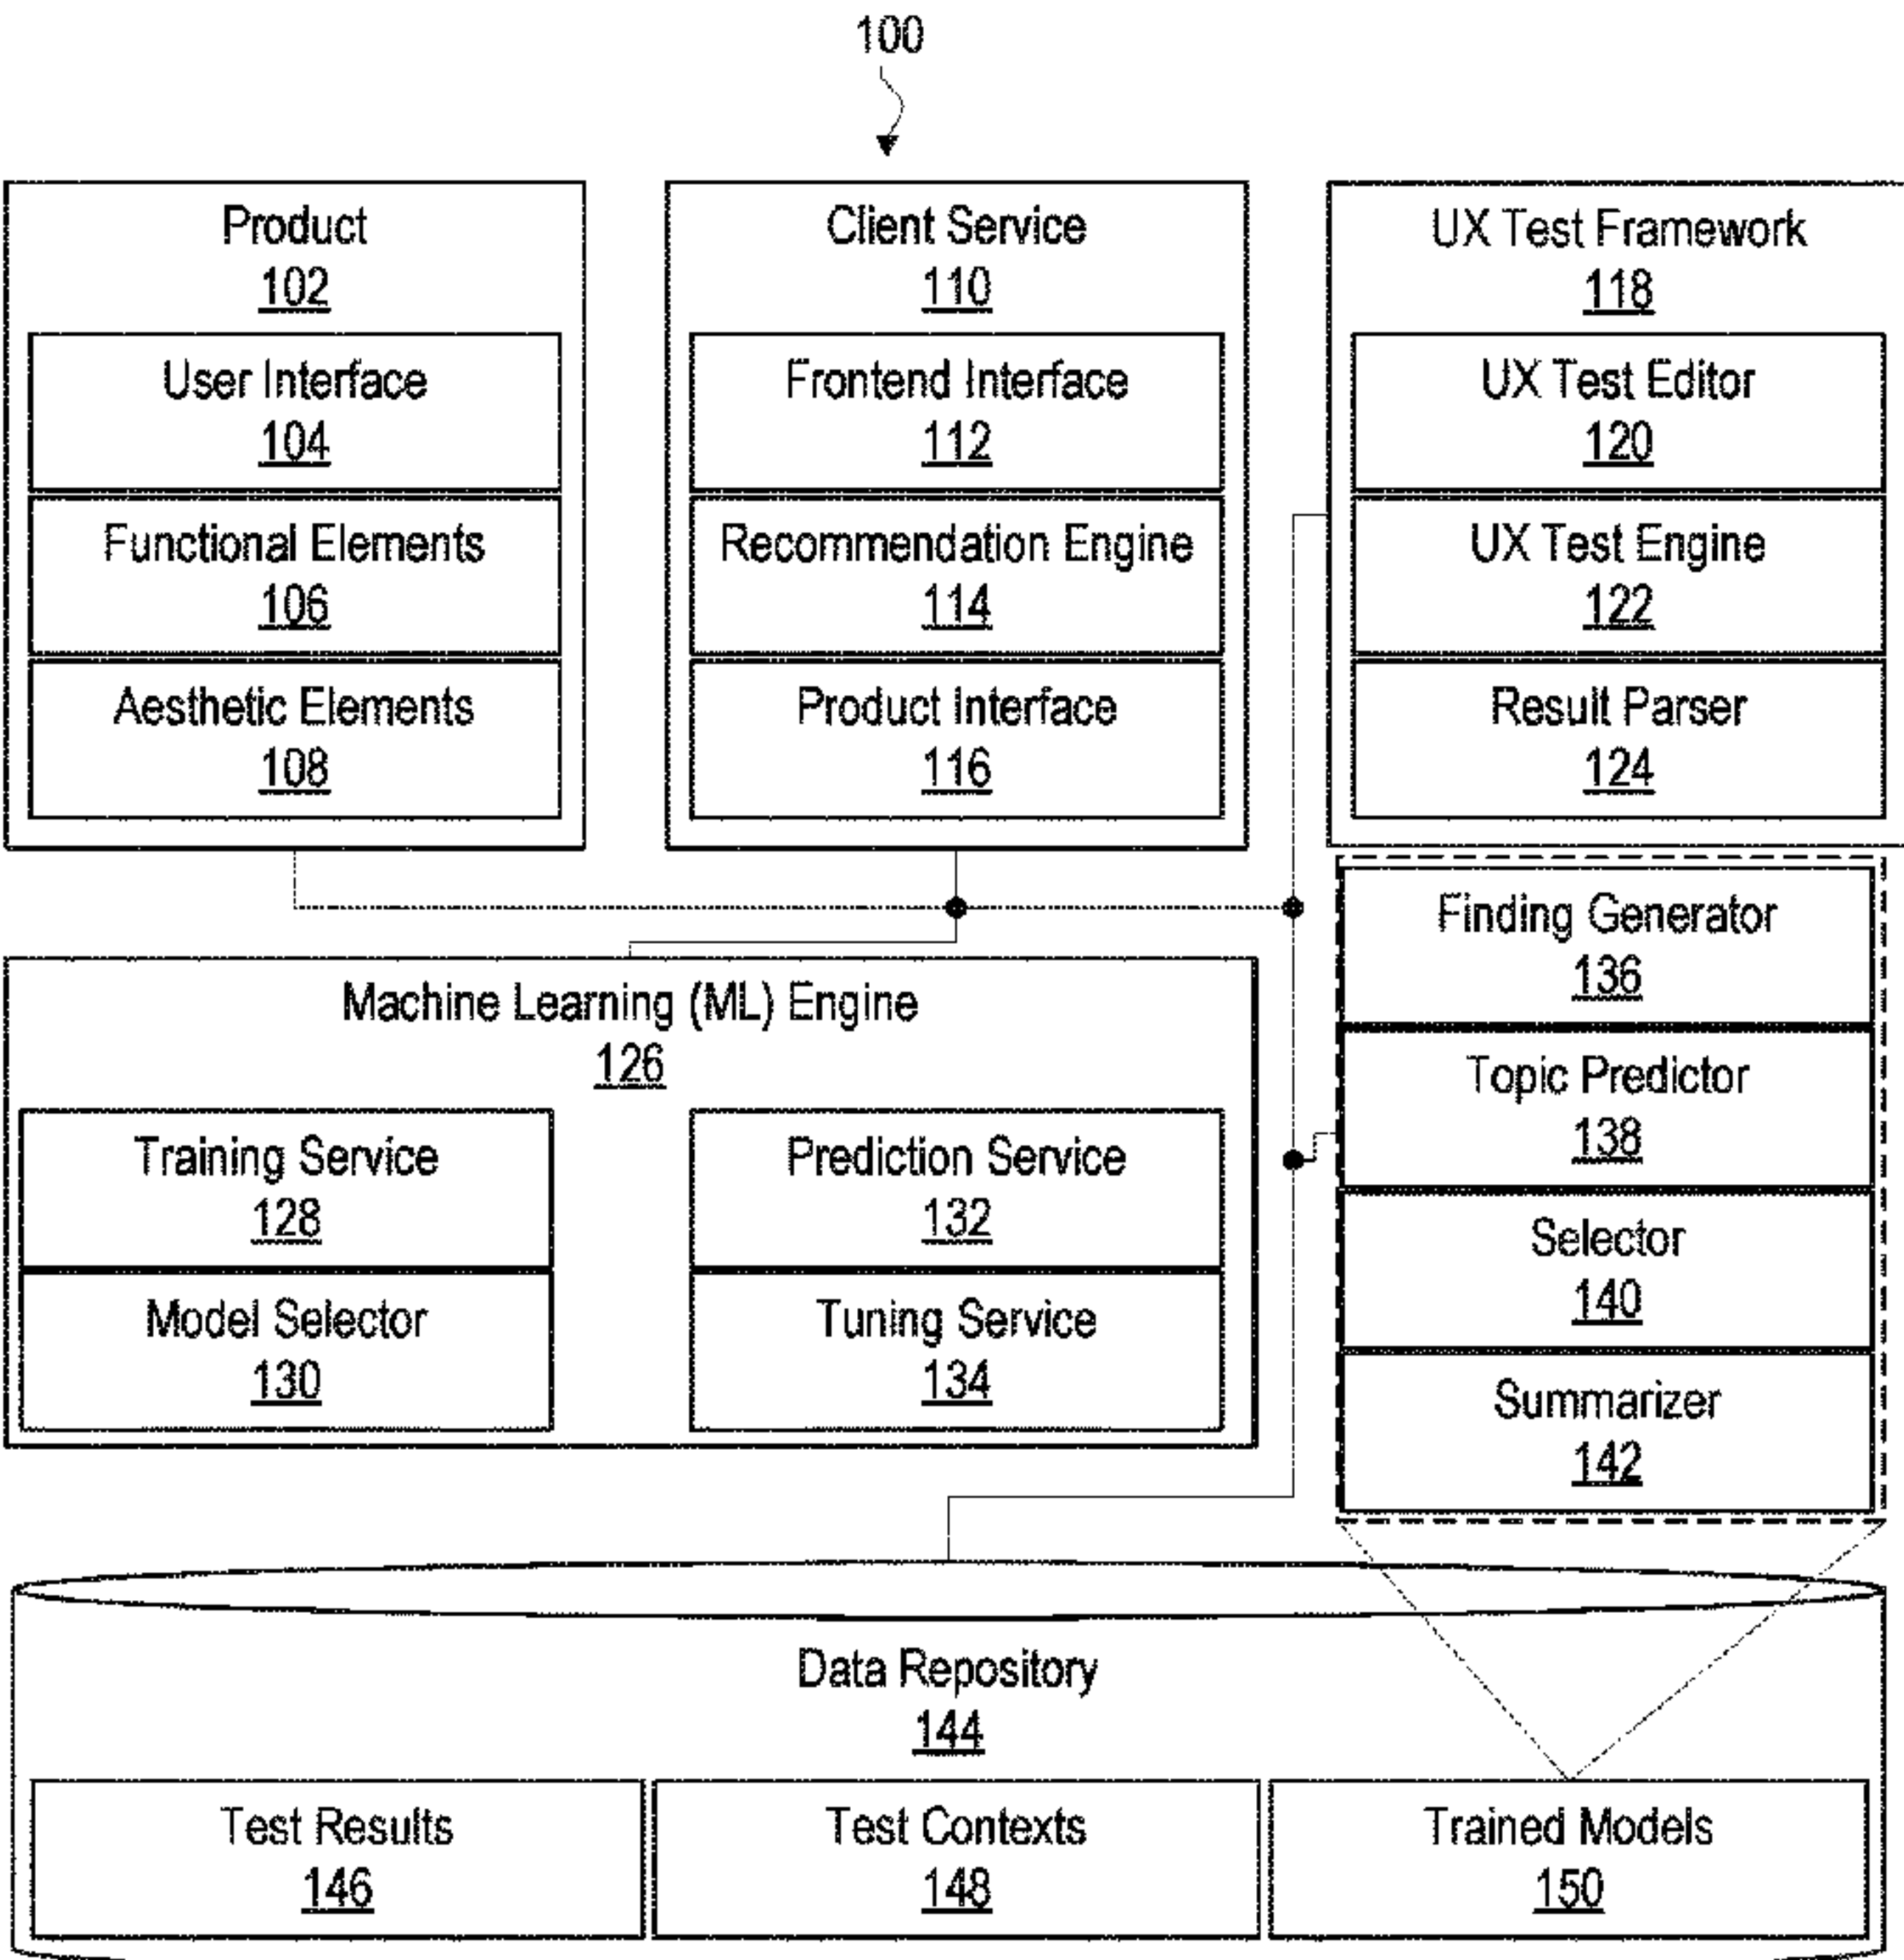 100
Product
102
User Interface
104
Functional Elements
106
Aesthetic Elements
108
Client Service
110
Frontend Interface
112
Recommendation Engine
114
Product Interface
116
UX Test Framework
118
UX Test Editor
120
UX Test Engine
122
Result Parser
124
Machine Learning (ML) Engine
126
Training Service
128
Model Selector
130
Prediction Service
132
Tuning Service
134
Finding Generator
136
Topic Predictor
138
Selector
140
Summarizer
142
Data Repository
144
Test Results
146
Test Contexts
148
Trained Models
150